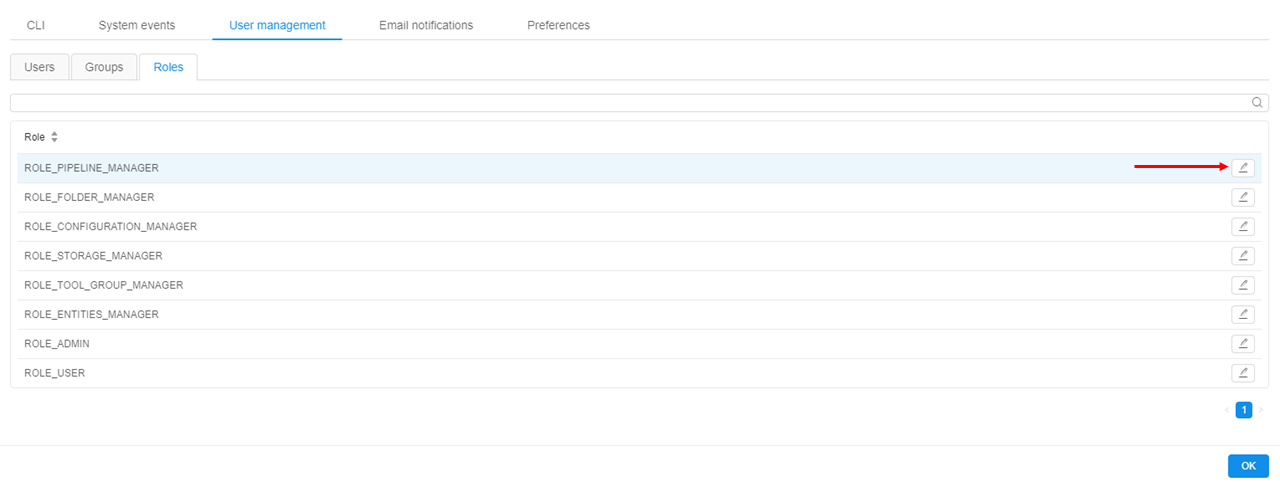 CLI System events User management Email notifications Preferences
Users Groups Roles
Role
ROLE_PIPELINE_MANAGER
ROLE_FOLDER_MANAGER
ROLE_CONFIGURATION_MANAGER
ROLE_STORAGE_MANAGER
ROLE_TOOL_GROUP_MANAGER
ROLE_ENTITIES_MANAGER
ROLE_ADMIN
ROLE_USER
1
OK